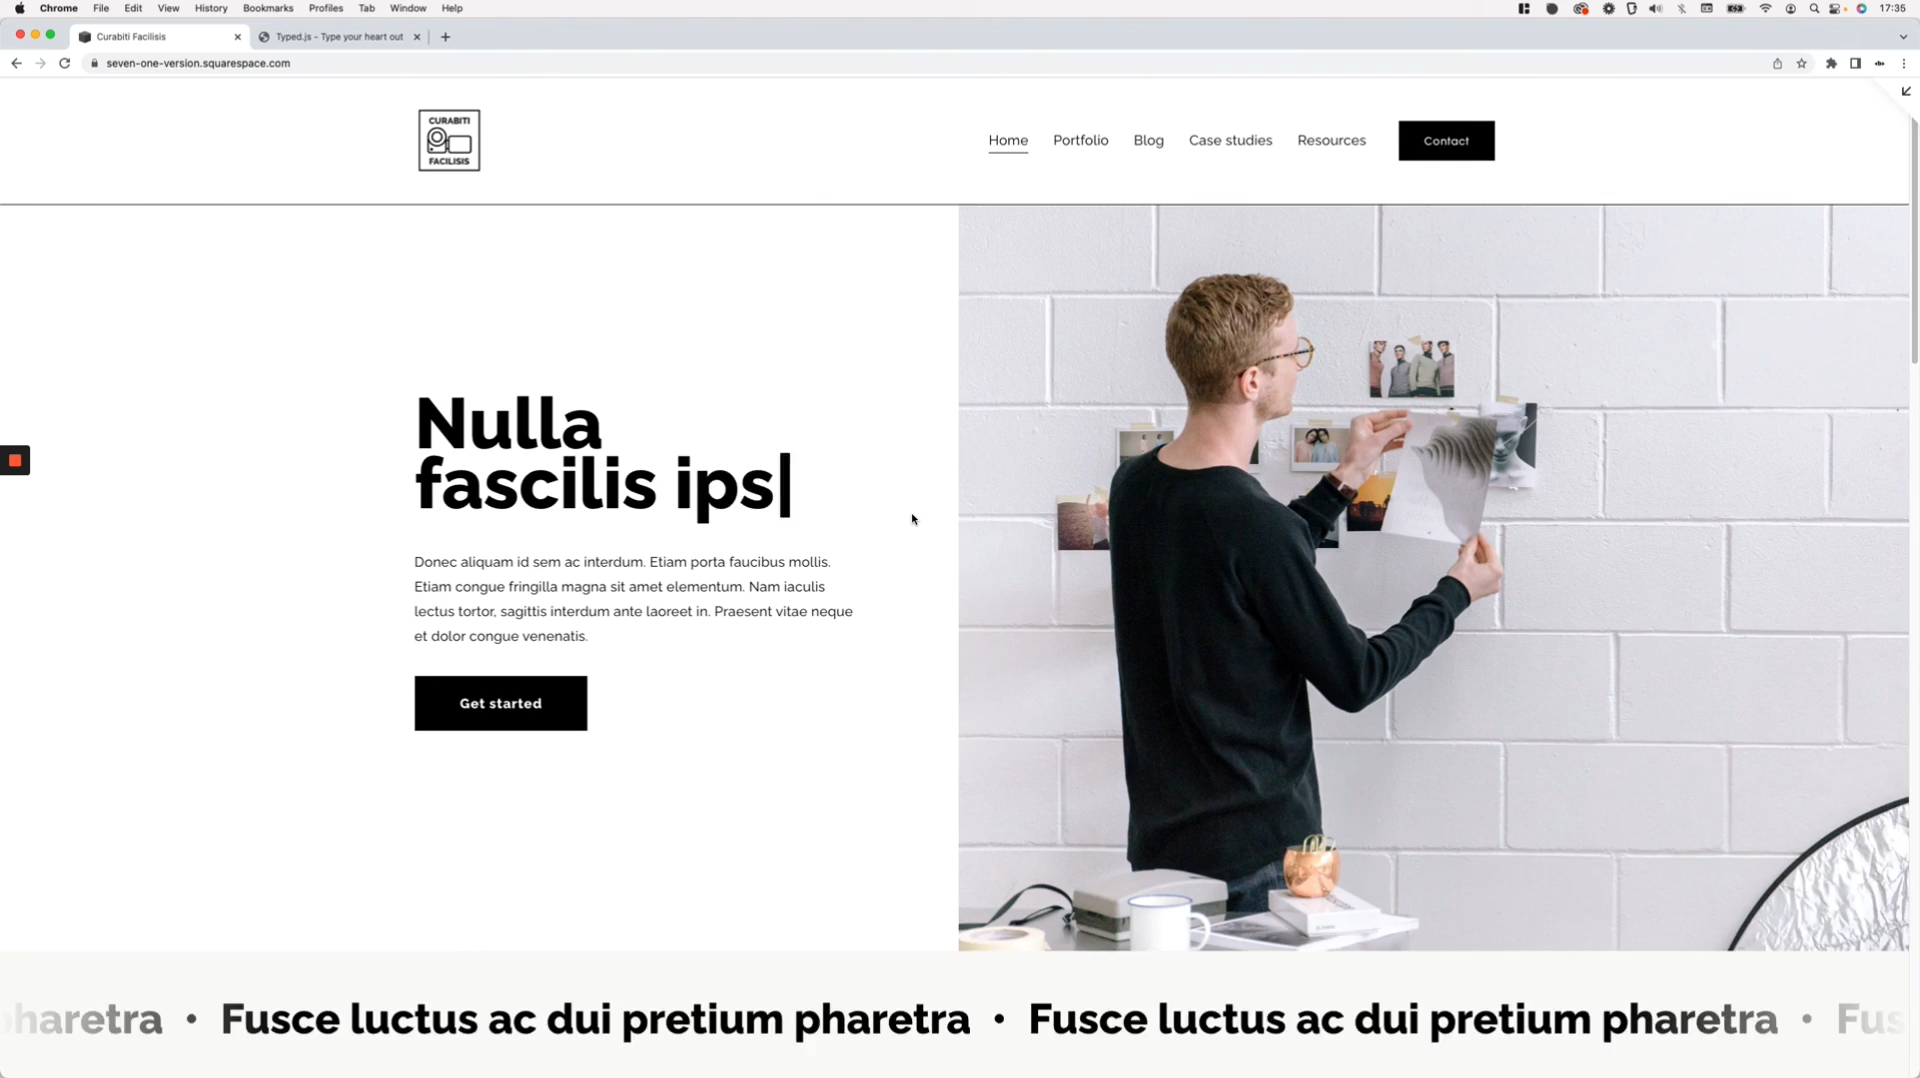 Chrome File Edit View History Bookmarks Profiles Tab Window Help 17:35
Curabiti Facilisis Typed.js - Type your heart out
seven-one-version.squarespace.com
CURABITI
FACILISIS
Home Portfolio Blog Case studies Resources Contact
Nulla
fascilis ips|
Donec aliquam id sem ac interdum. Etiam porta faucibus mollis.
Etiam congue fringilla magna sit amet elementum. Nam iaculis
lectus tortor, sagittis interdum ante laoreet in. Praesent vitae neque
et dolor congue venenatis.
Get started
haretra • Fusce luctus ac dui pretium pharetra • Fusce luctus ac dui pretium pharetra • Fus